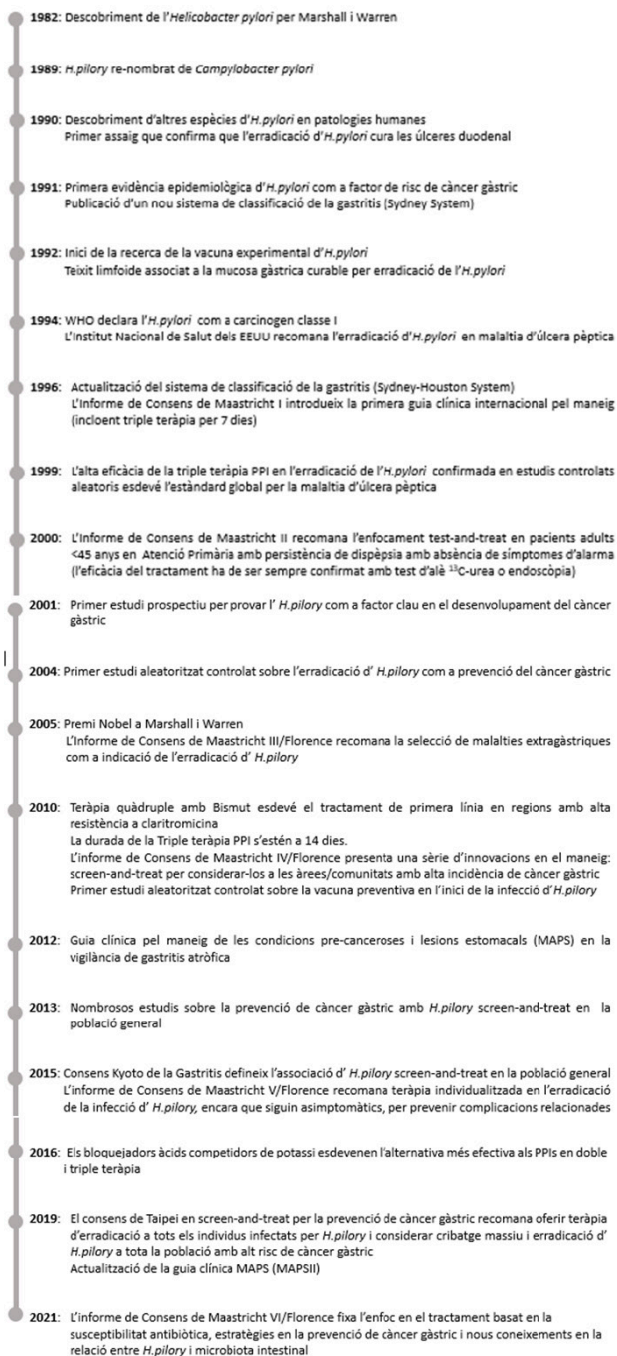 1982: Descobriment de l'Helicobacter pylori per Marshall i Warren
1989: H.pilory re-nombrat de Campylobacter pylori
1990: Descobriment d'altres espècies d'H.pylori en patologies humanes
Primer assaig que confirma que l'erradicació d'H.pylori cura les úlceres duodenal
1991: Primera evidència epidemiològica d'H.pylori com a factor de risc de càncer gàstric
Publicació d'un nou sistema de classificació de la gastritis (Sydney System)
1992: Inici de la recerca de la vacuna experimental d'H.pylori
Teixit limfoide associat a la mucosa gàstrica curable per erradicació de l'H.pylori
1994: WHO declara l'H.pylori com a carcinogen classe I
L'Institut Nacional de Salut dels EEUU recomana l'erradicació d'H.pylori en malaltia d'úlcera pèptica
1996: Actualització del sistema de classificació de la gastritis (Sydney-Houston System)
L'Informe de Consens de Maastricht I introdueix la primera guia clínica internacional pel maneig
(incloent triple teràpia per 7 dies)
1999: L'alta eficàcia de la triple teràpia PPI en l'erradicació de l'H.pylori confirmada en estudis controlats
aleatoris esdevé l'estàndard global per la malaltia d'úlcera pèptica
2000: L'Informe de Consens de Maastricht II recomana l'enfocament test-and-treat en pacients adults
<45 anys en Atenció Primària amb persistència de dispèpsia amb absència de símptomes d'alarma
(l'eficàcia del tractament ha de ser sempre confirmat amb test d'alè ¹³C-urea o endoscòpia)
2001: Primer estudi prospectiu per provar l' H.pilory com a factor clau en el desenvolupament del càncer
gàstric
2004: Primer estudi aleatoritzat controlat sobre l'erradicació d' H.pilory com a prevenció del càncer gàstric
2005: Premi Nobel a Marshall i Warren
L'Informe de Consens de Maastricht III/Florence recomana la selecció de malalties extragàstriques
com a indicació de l'erradicació d' H.pilory
2010: Teràpia quàdruple amb Bismut esdevé el tractament de primera línia en regions amb alta
resistència a claritromicina
La durada de la Triple teràpia PPI s'estén a 14 dies.
L'informe de Consens de Maastricht IV/Florence presenta una sèrie d'innovacions en el maneig:
screen-and-treat per considerar-los a les àrees/comunitats amb alta incidència de càncer gàstric
Primer estudi aleatoritzat controlat sobre la vacuna preventiva en l'inici de la infecció d'H.pilory
2012: Guia clínica pel maneig de les condicions pre-canceroses i lesions estomacals (MAPS) en la
vigilància de gastritis atròfica
2013: Nombrosos estudis sobre la prevenció de càncer gàstric amb H.pilory screen-and-treat en la
població general
2015: Consens Kyoto de la Gastritis defineix l'associació d' H.pilory screen-and-treat en la població general
L'informe de Consens de Maastricht V/Florence recomana teràpia individualitzada en l'erradicació
de la infecció d' H.pilory, encara que siguin asimptomàtics, per prevenir complicacions relacionades
2016: Els bloquejadors àcids competidors de potassi esdevenen l'alternativa més efectiva als PPIs en doble
i triple teràpia
2019: El consens de Taipei en screen-and-treat per la prevenció de càncer gàstric recomana oferir teràpia
d'erradicació a tots els individus infectats per H.pilory i considerar cribatge massiu i erradicació d'
H.pilory a tota la població amb alt risc de càncer gàstric
Actualització de la guia clínica MAPS (MAPSII)
2021: L'informe de Consens de Maastricht VI/Florence fixa l'enfoc en el tractament basat en la
susceptibilitat antibiòtica, estratègies en la prevenció de càncer gàstric i nous coneixements en la
relació entre H.pilory i microbiota intestinal